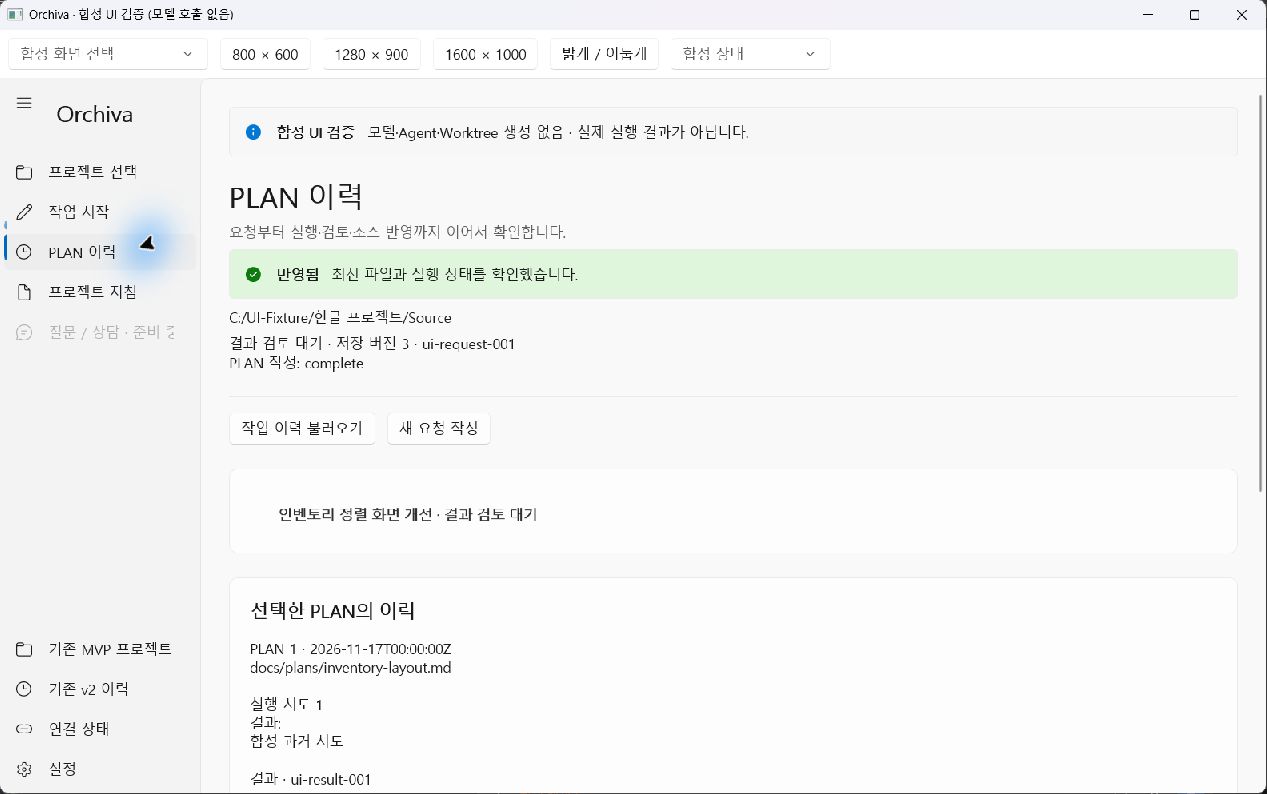 Orchiva · 합성 UI 검증 (모델 호출 없음)
합성 화면 선택
800 × 600
1280 × 900
1600 × 1000
밝게 / 어둡게
합성 상태
Orchiva
프로젝트 선택
작업 시작
PLAN 이력
프로젝트 지침
질문 / 상담 · 준비 중
기존 MVP 프로젝트
기존 v2 이력
연결 상태
설정
합성 UI 검증 모델·Agent·Worktree 생성 없음 · 실제 실행 결과가 아닙니다.
PLAN 이력
요청부터 실행·검토·소스 반영까지 이어서 확인합니다.
반영됨 최신 파일과 실행 상태를 확인했습니다.
C:/UI-Fixture/한글 프로젝트/Source
결과 검토 대기 · 저장 버전 3 · ui-request-001
PLAN 작성: complete
작업 이력 불러오기
새 요청 작성
인벤토리 정렬 화면 개선 · 결과 검토 대기
선택한 PLAN의 이력
PLAN 1 · 2026-11-17T00:00:00Z
docs/plans/inventory-layout.md
실행 시도 1
결과:
합성 과거 시도
결과 · ui-result-001